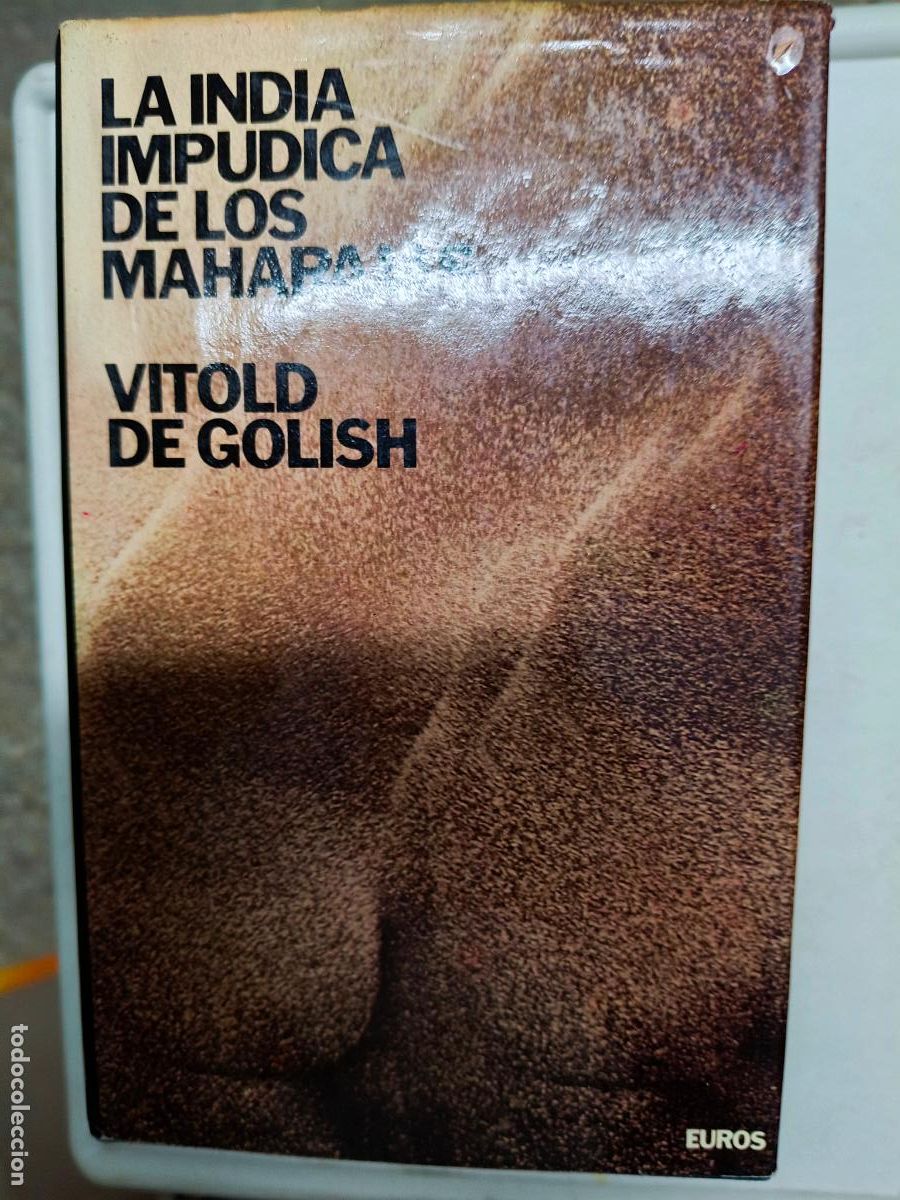 LA INDIA
IMPUDICA
DE LOS
VITOLD
DE GOLISH
EUROS
todocoleccion